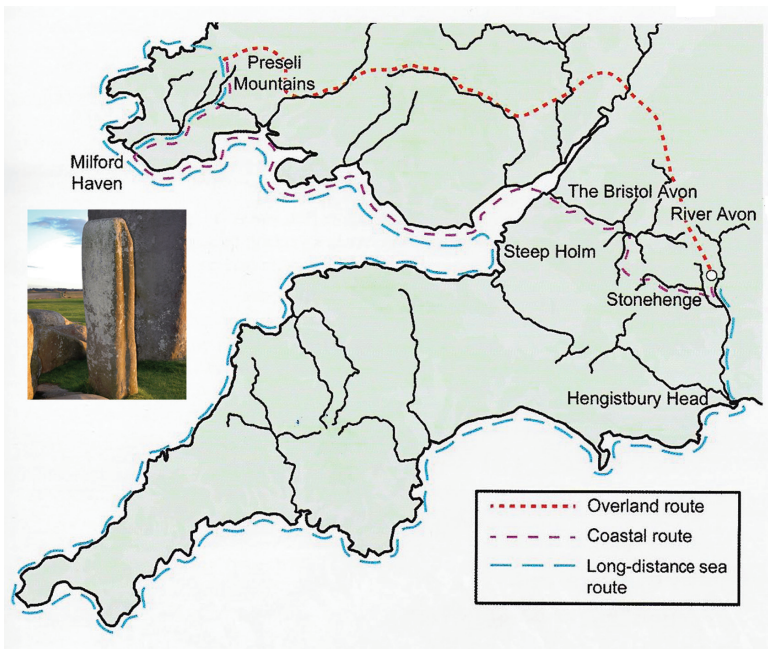 Preseli
Mountains
Milford
Haven
The Bristol Avon
River Avon
Steep Holm
Stonehenge
Hengistbury Head
Overland route
Coastal route
Long-distance sea
route